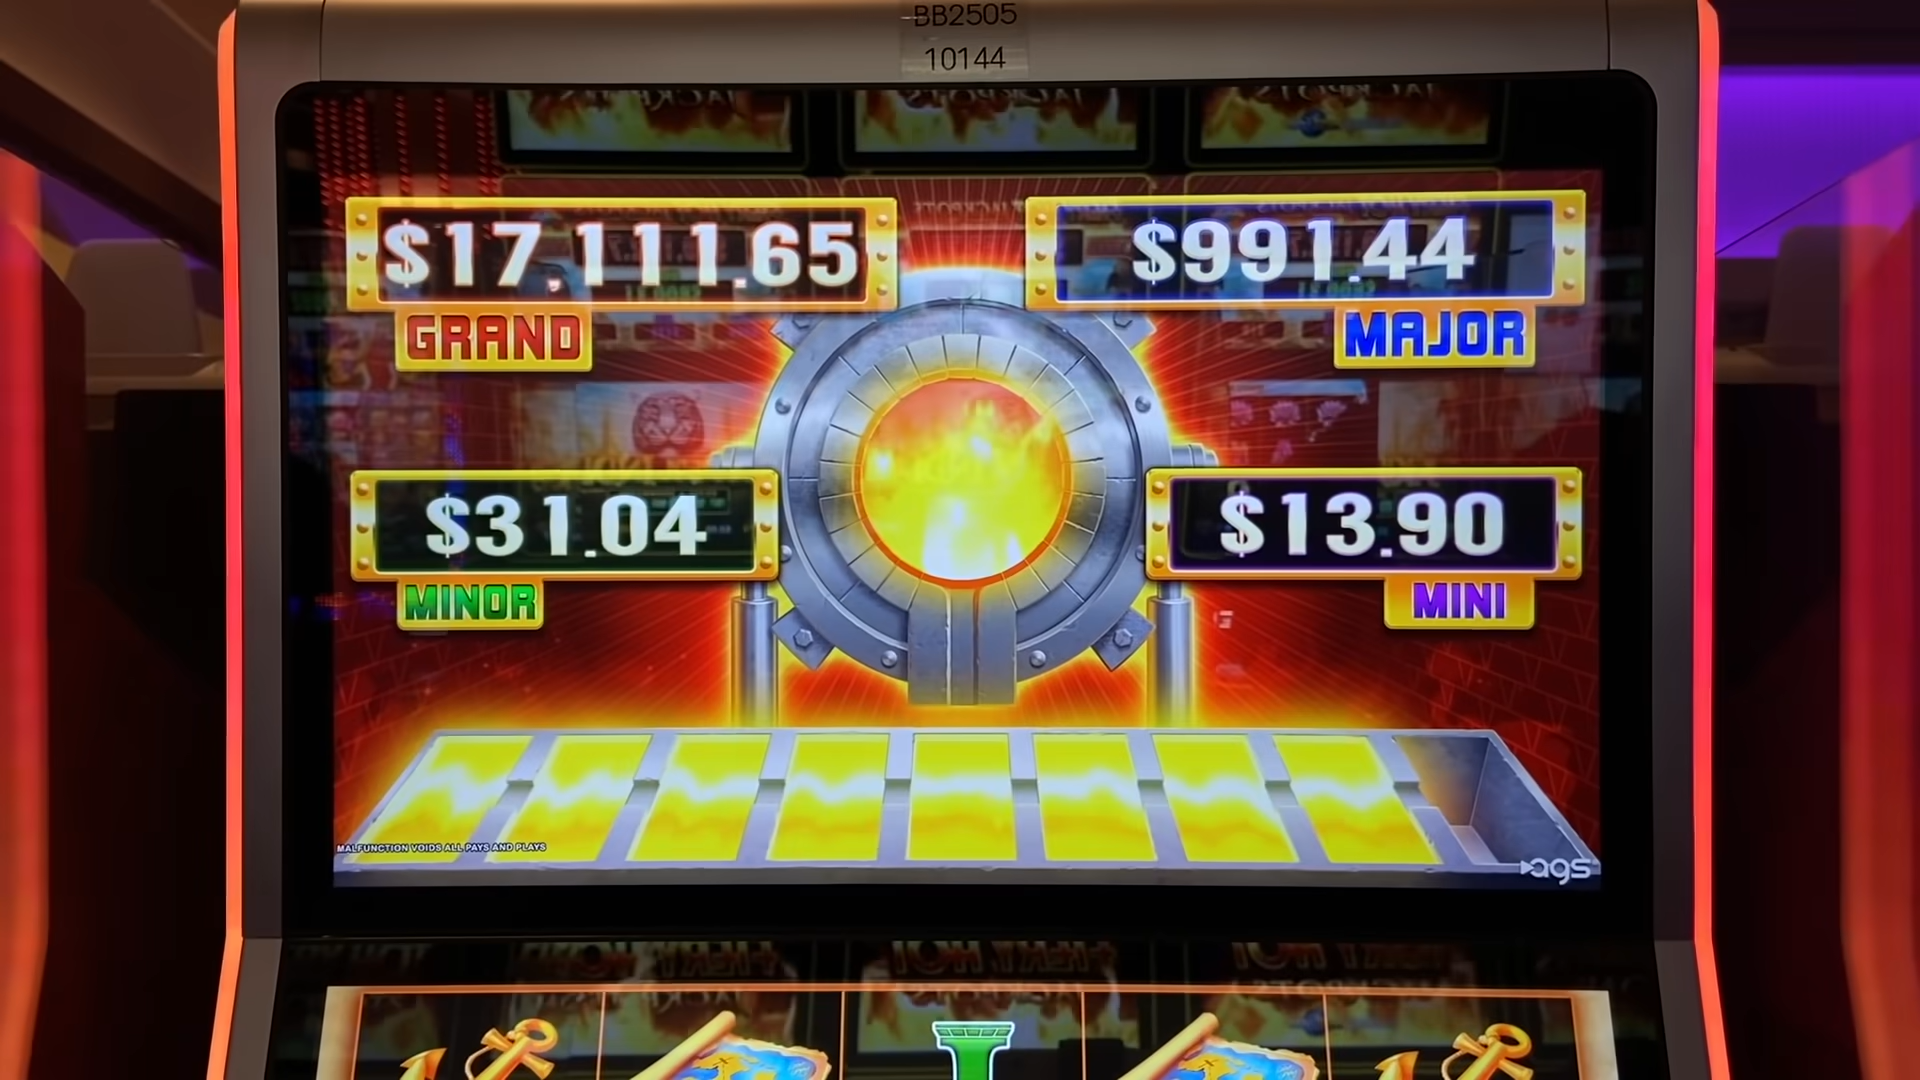 BB2505
10144
$17,111.65
GRAND
$991.44
MAJOR
$31.04
MINOR
$13.90
MINI
MALFUNCTION VOIDS ALL PAYS AND PLAYS
ags